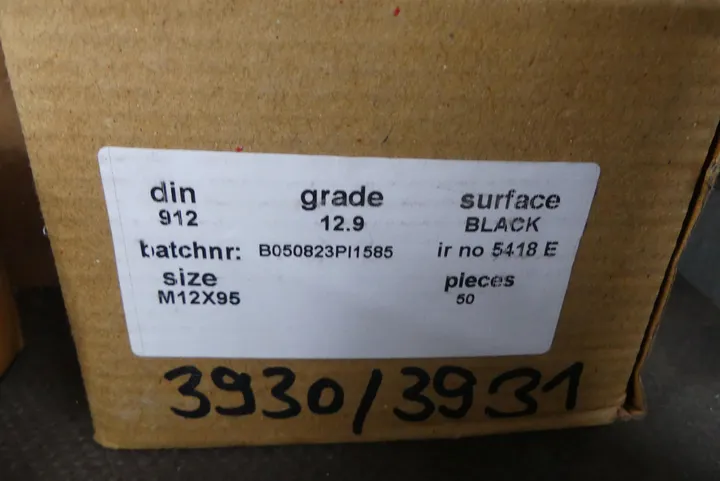 din grade surface
912 12.9 BLACK
batchnr: B050823PI1585 ir no 5418 E
size pieces
M12X95 50
3930/3931